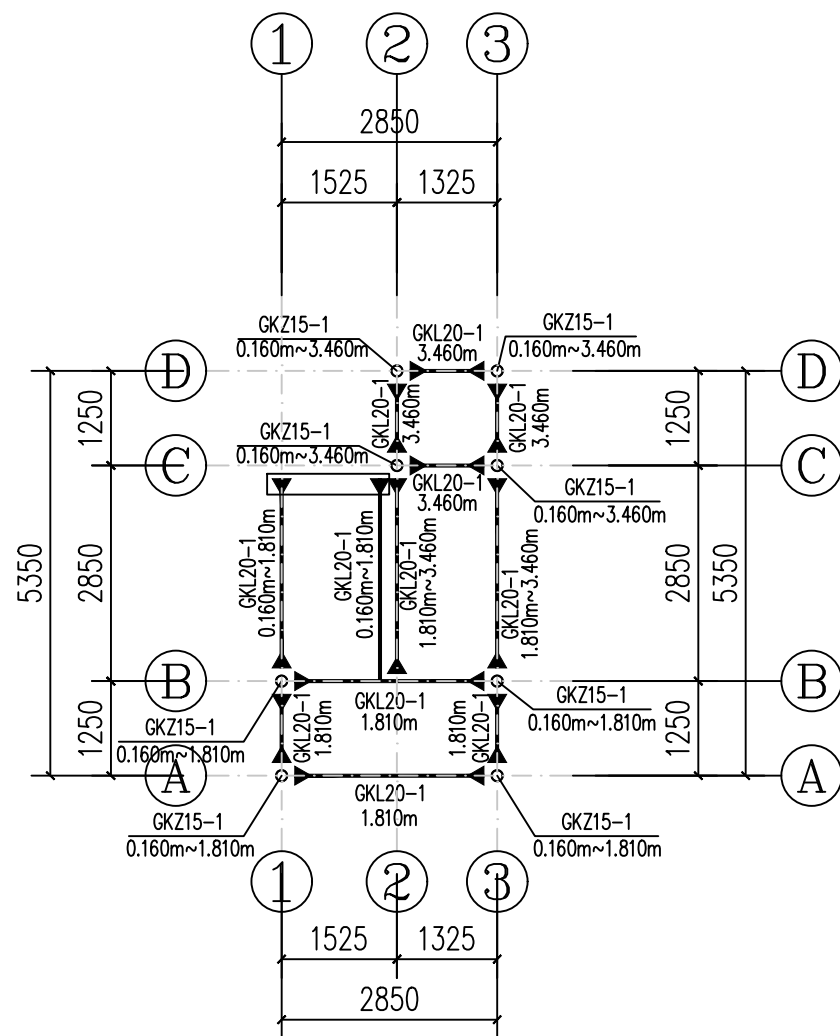 1 2 3
2850
1525 1325
GKZ15-1
0.160m~3.460m
GKL20-1
3.460m
GKZ15-1
0.160m~3.460m
D D
GKL20-1
3.460m
GKL20-1
3.460m
1250 1250
GKZ15-1
0.160m~3.460m
C C
GKL20-1
3.460m
GKZ15-1
0.160m~3.460m
5350 2850
GKL20-1
0.160m~1.810m
GKL20-1
0.160m~1.810m
GKL20-1
1.810m~3.460m
GKL20-1
1.810m~3.460m
2850 5350
B B
GKL20-1
1.810m
GKZ15-1
0.160m~1.810m
GKZ15-1
0.160m~1.810m
1250 1250
GKL20-1
1.810m
1.810m
GKL20-1
A A
GKL20-1
1.810m
GKZ15-1
0.160m~1.810m
GKZ15-1
0.160m~1.810m
1 2 3
1525 1325
2850